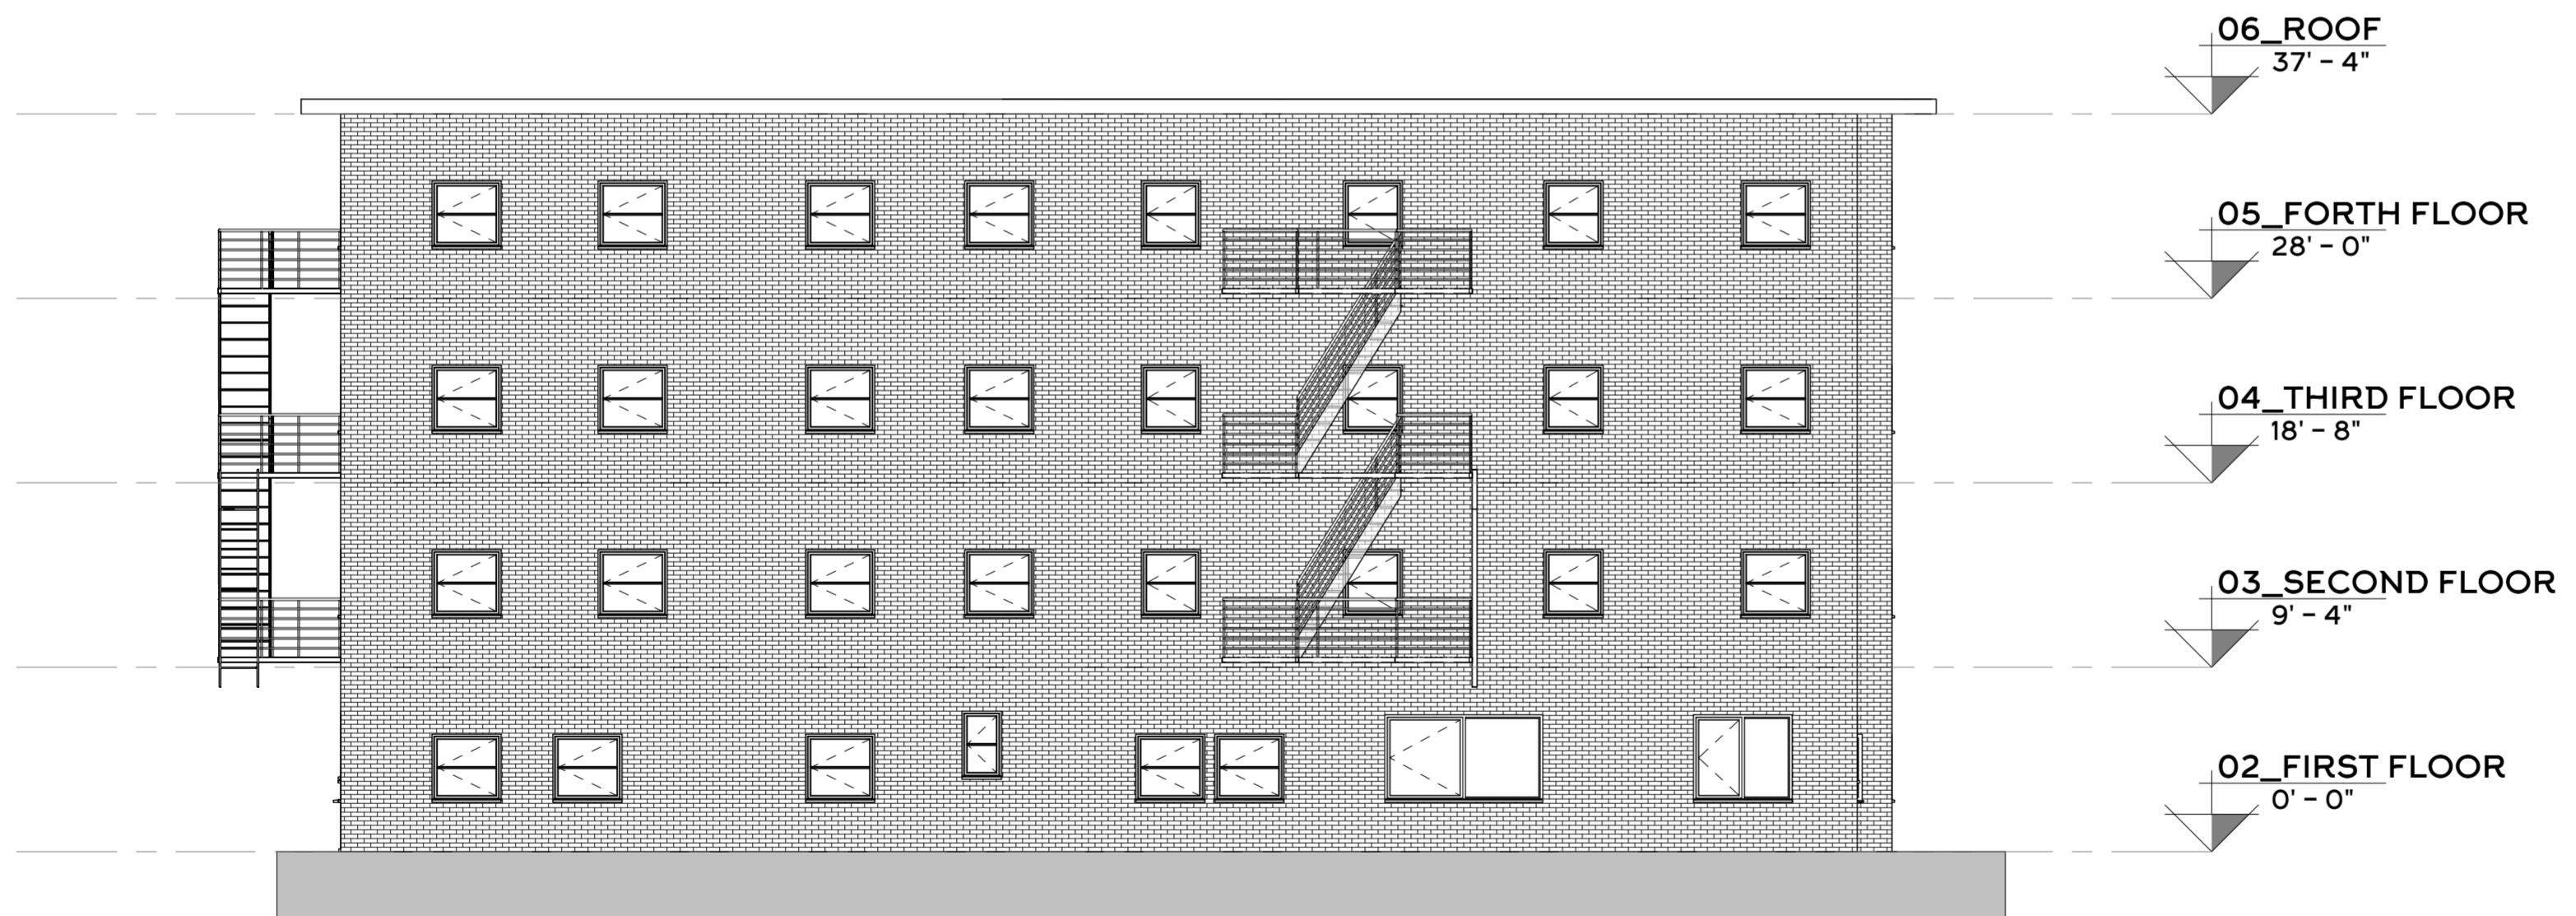 06_ROOF
37' - 4"
05_FORTH FLOOR
28' - 0"
04_THIRD FLOOR
18' - 8"
03_SECOND FLOOR
9' - 4"
02_FIRST FLOOR
0' - 0"